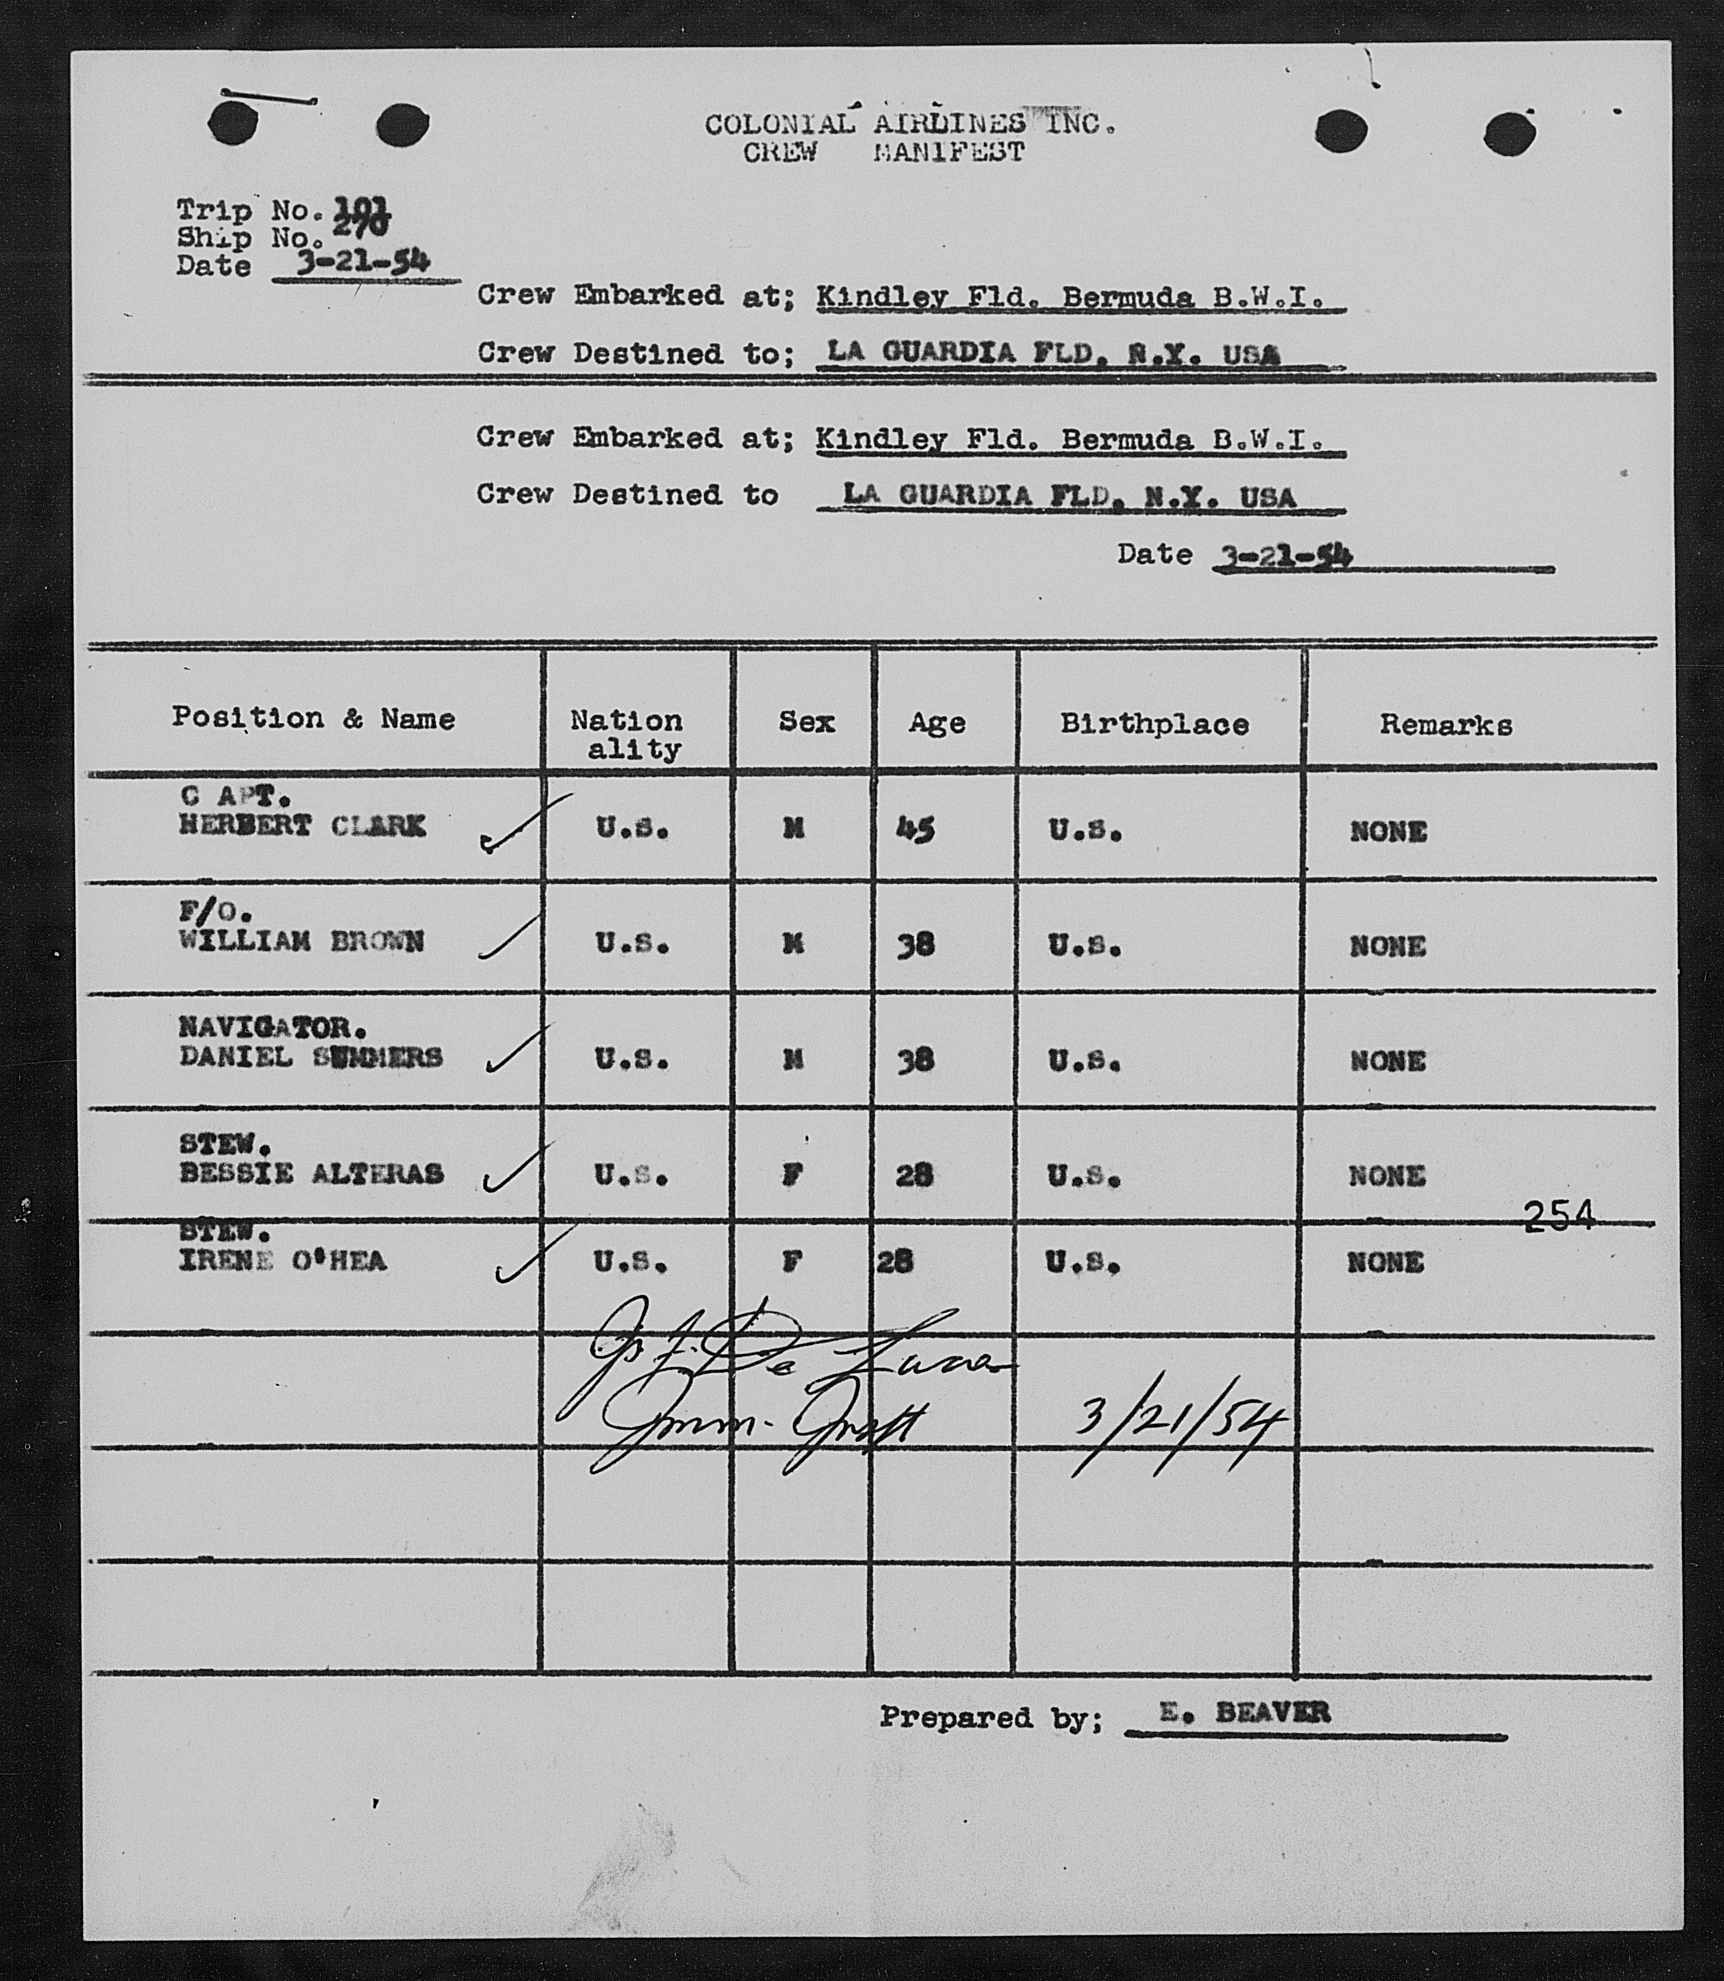 COLONIAL AIRLINES INC.
CREW MANIFEST
Trip No. 101
Ship No. 270
Date 3-21-54
Crew Embarked at; Kindley Fld. Bermuda B.W.I.
Crew Destined to; LA GUARDIA FLD. N.Y. USA
Crew Embarked at; Kindley Fld. Bermuda B.W.I.
Crew Destined to LA GUARDIA FLD. N.Y. USA
Date 3-21-54
Position & Name Nation Sex Age Birthplace Remarks
ality
C APT.
HERBERT CLARK U.S. M 45 U.S. NONE
F/O.
WILLIAM BROWN U.S. M 38 U.S. NONE
NAVIGATOR.
DANIEL SUMMERS U.S. M 38 U.S. NONE
STEW.
BESSIE ALTERAS U.S. F 28 U.S. NONE
254
STEW.
IRENE O'HEA U.S. F 28 U.S. NONE
De Luca
Imm. 3/21/54
Prepared by; E. BEAVER